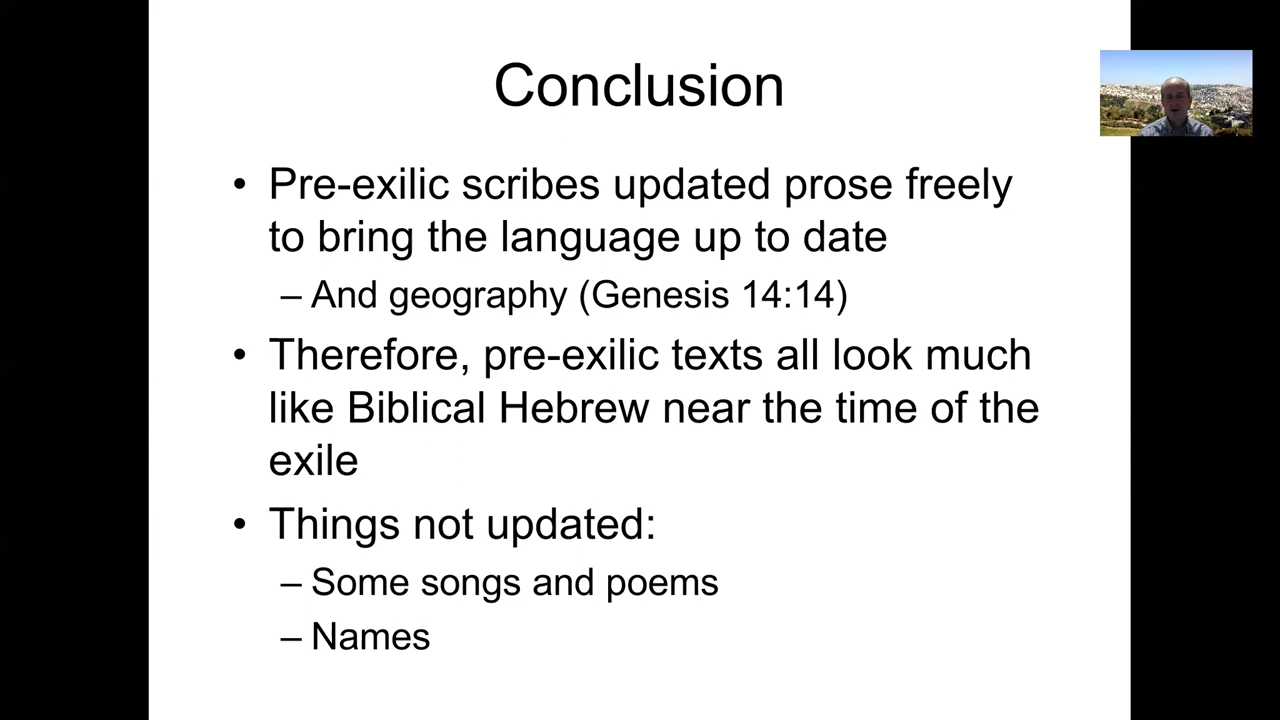 Conclusion
• Pre-exilic scribes updated prose freely
to bring the language up to date
– And geography (Genesis 14:14)
• Therefore, pre-exilic texts all look much
like Biblical Hebrew near the time of the
exile
• Things not updated:
– Some songs and poems
– Names